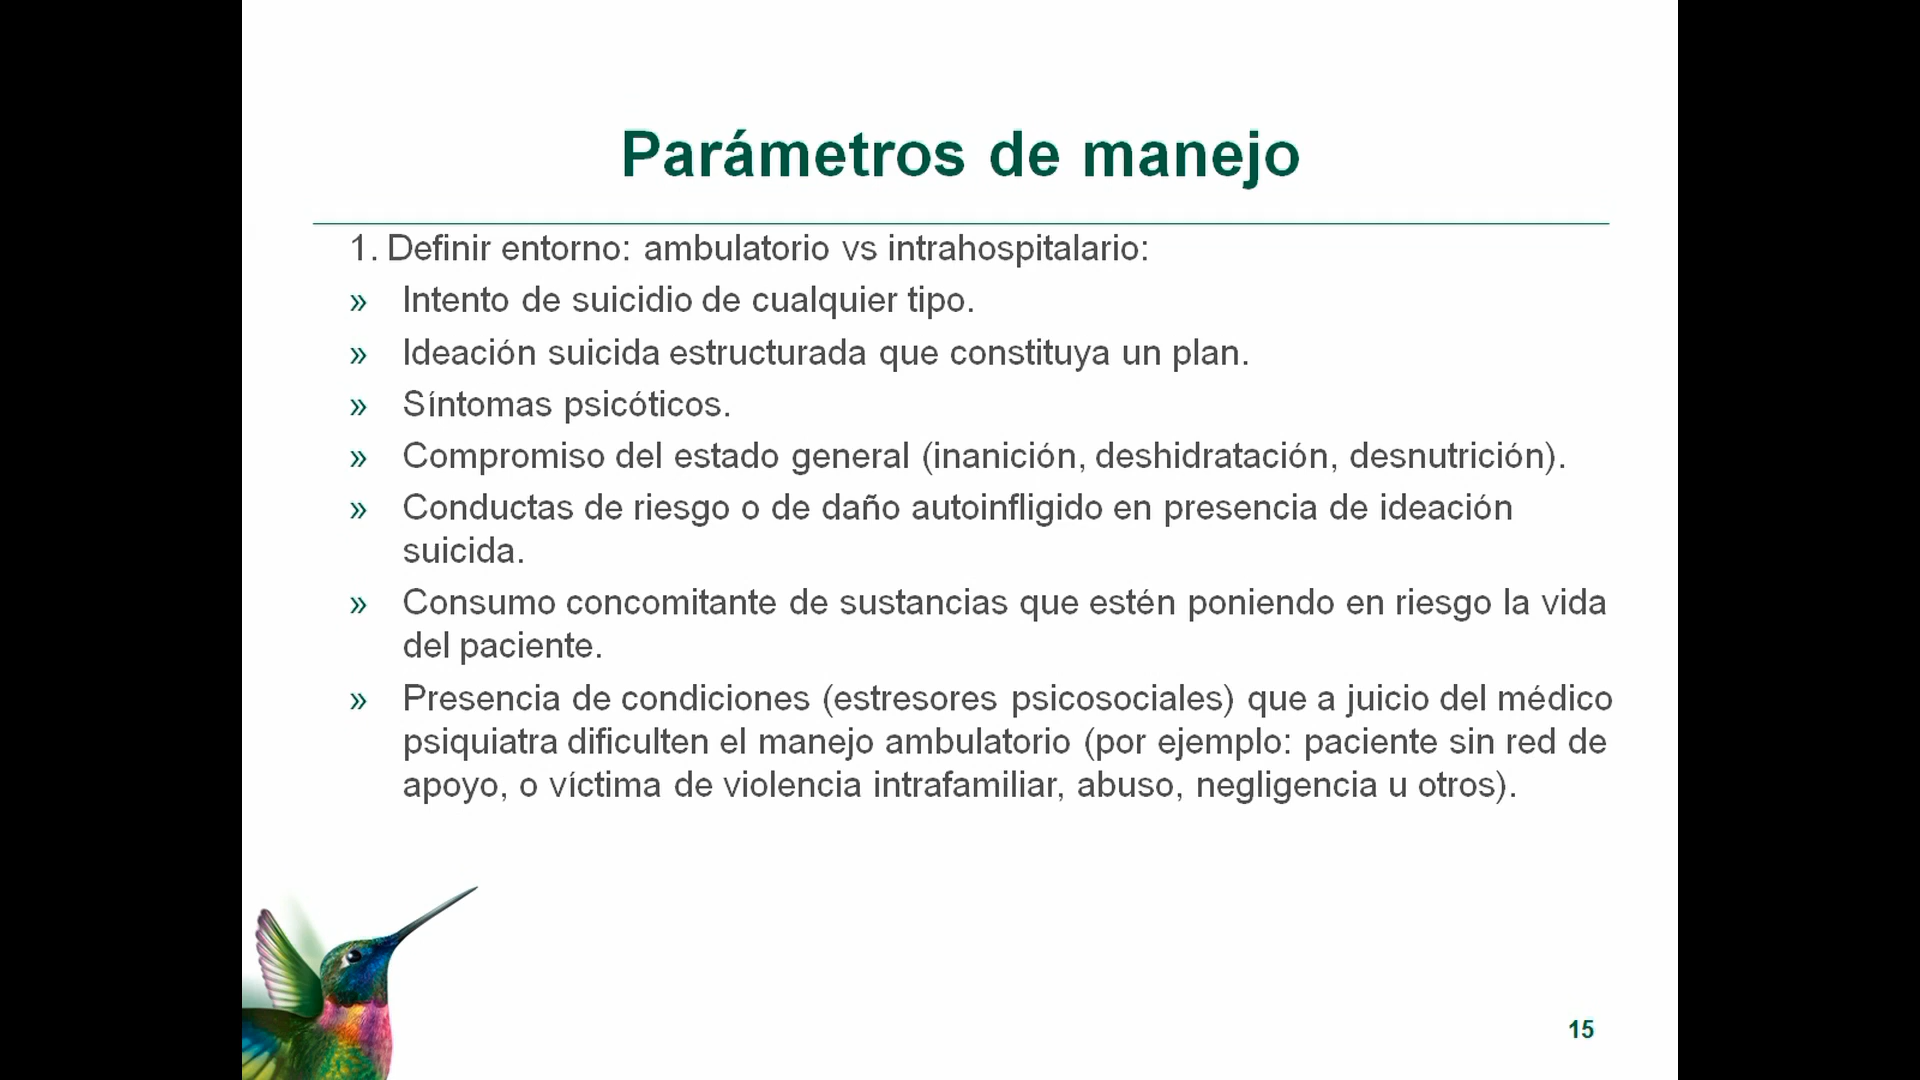 Parámetros de manejo
1. Definir entorno: ambulatorio vs intrahospitalario:
» Intento de suicidio de cualquier tipo.
» Ideación suicida estructurada que constituya un plan.
» Síntomas psicóticos.
» Compromiso del estado general (inanición, deshidratación, desnutrición).
» Conductas de riesgo o de daño autoinfligido en presencia de ideación
suicida.
» Consumo concomitante de sustancias que estén poniendo en riesgo la vida
del paciente.
» Presencia de condiciones (estresores psicosociales) que a juicio del médico
psiquiatra dificulten el manejo ambulatorio (por ejemplo: paciente sin red de
apoyo, o víctima de violencia intrafamiliar, abuso, negligencia u otros).
15